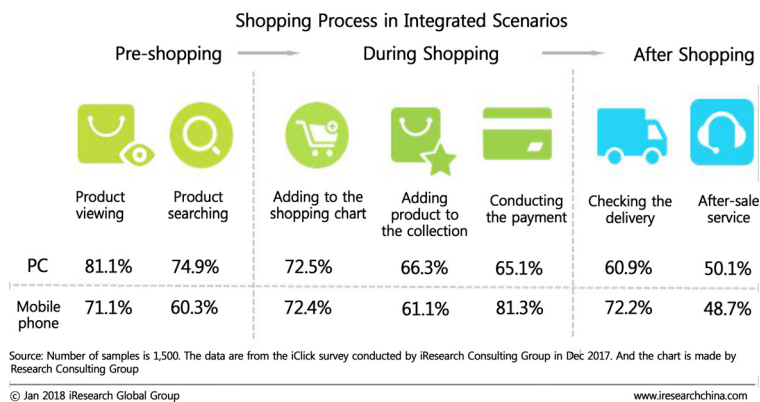 Shopping Process in Integrated Scenarios
Pre-shopping During Shopping After Shopping
Product viewing
Product searching
Adding to the shopping chart
Adding product to the collection
Conducting the payment
Checking the delivery
After-sale service
PC 81.1% 74.9% 72.5% 66.3% 65.1% 60.9% 50.1%
Mobile phone 71.1% 60.3% 72.4% 61.1% 81.3% 72.2% 48.7%
Source: Number of samples is 1,500. The data are from the iClick survey conducted by iResearch Consulting Group in Dec 2017. And the chart is made by
Research Consulting Group
© Jan 2018 iResearch Global Group www.iresearchchina.com